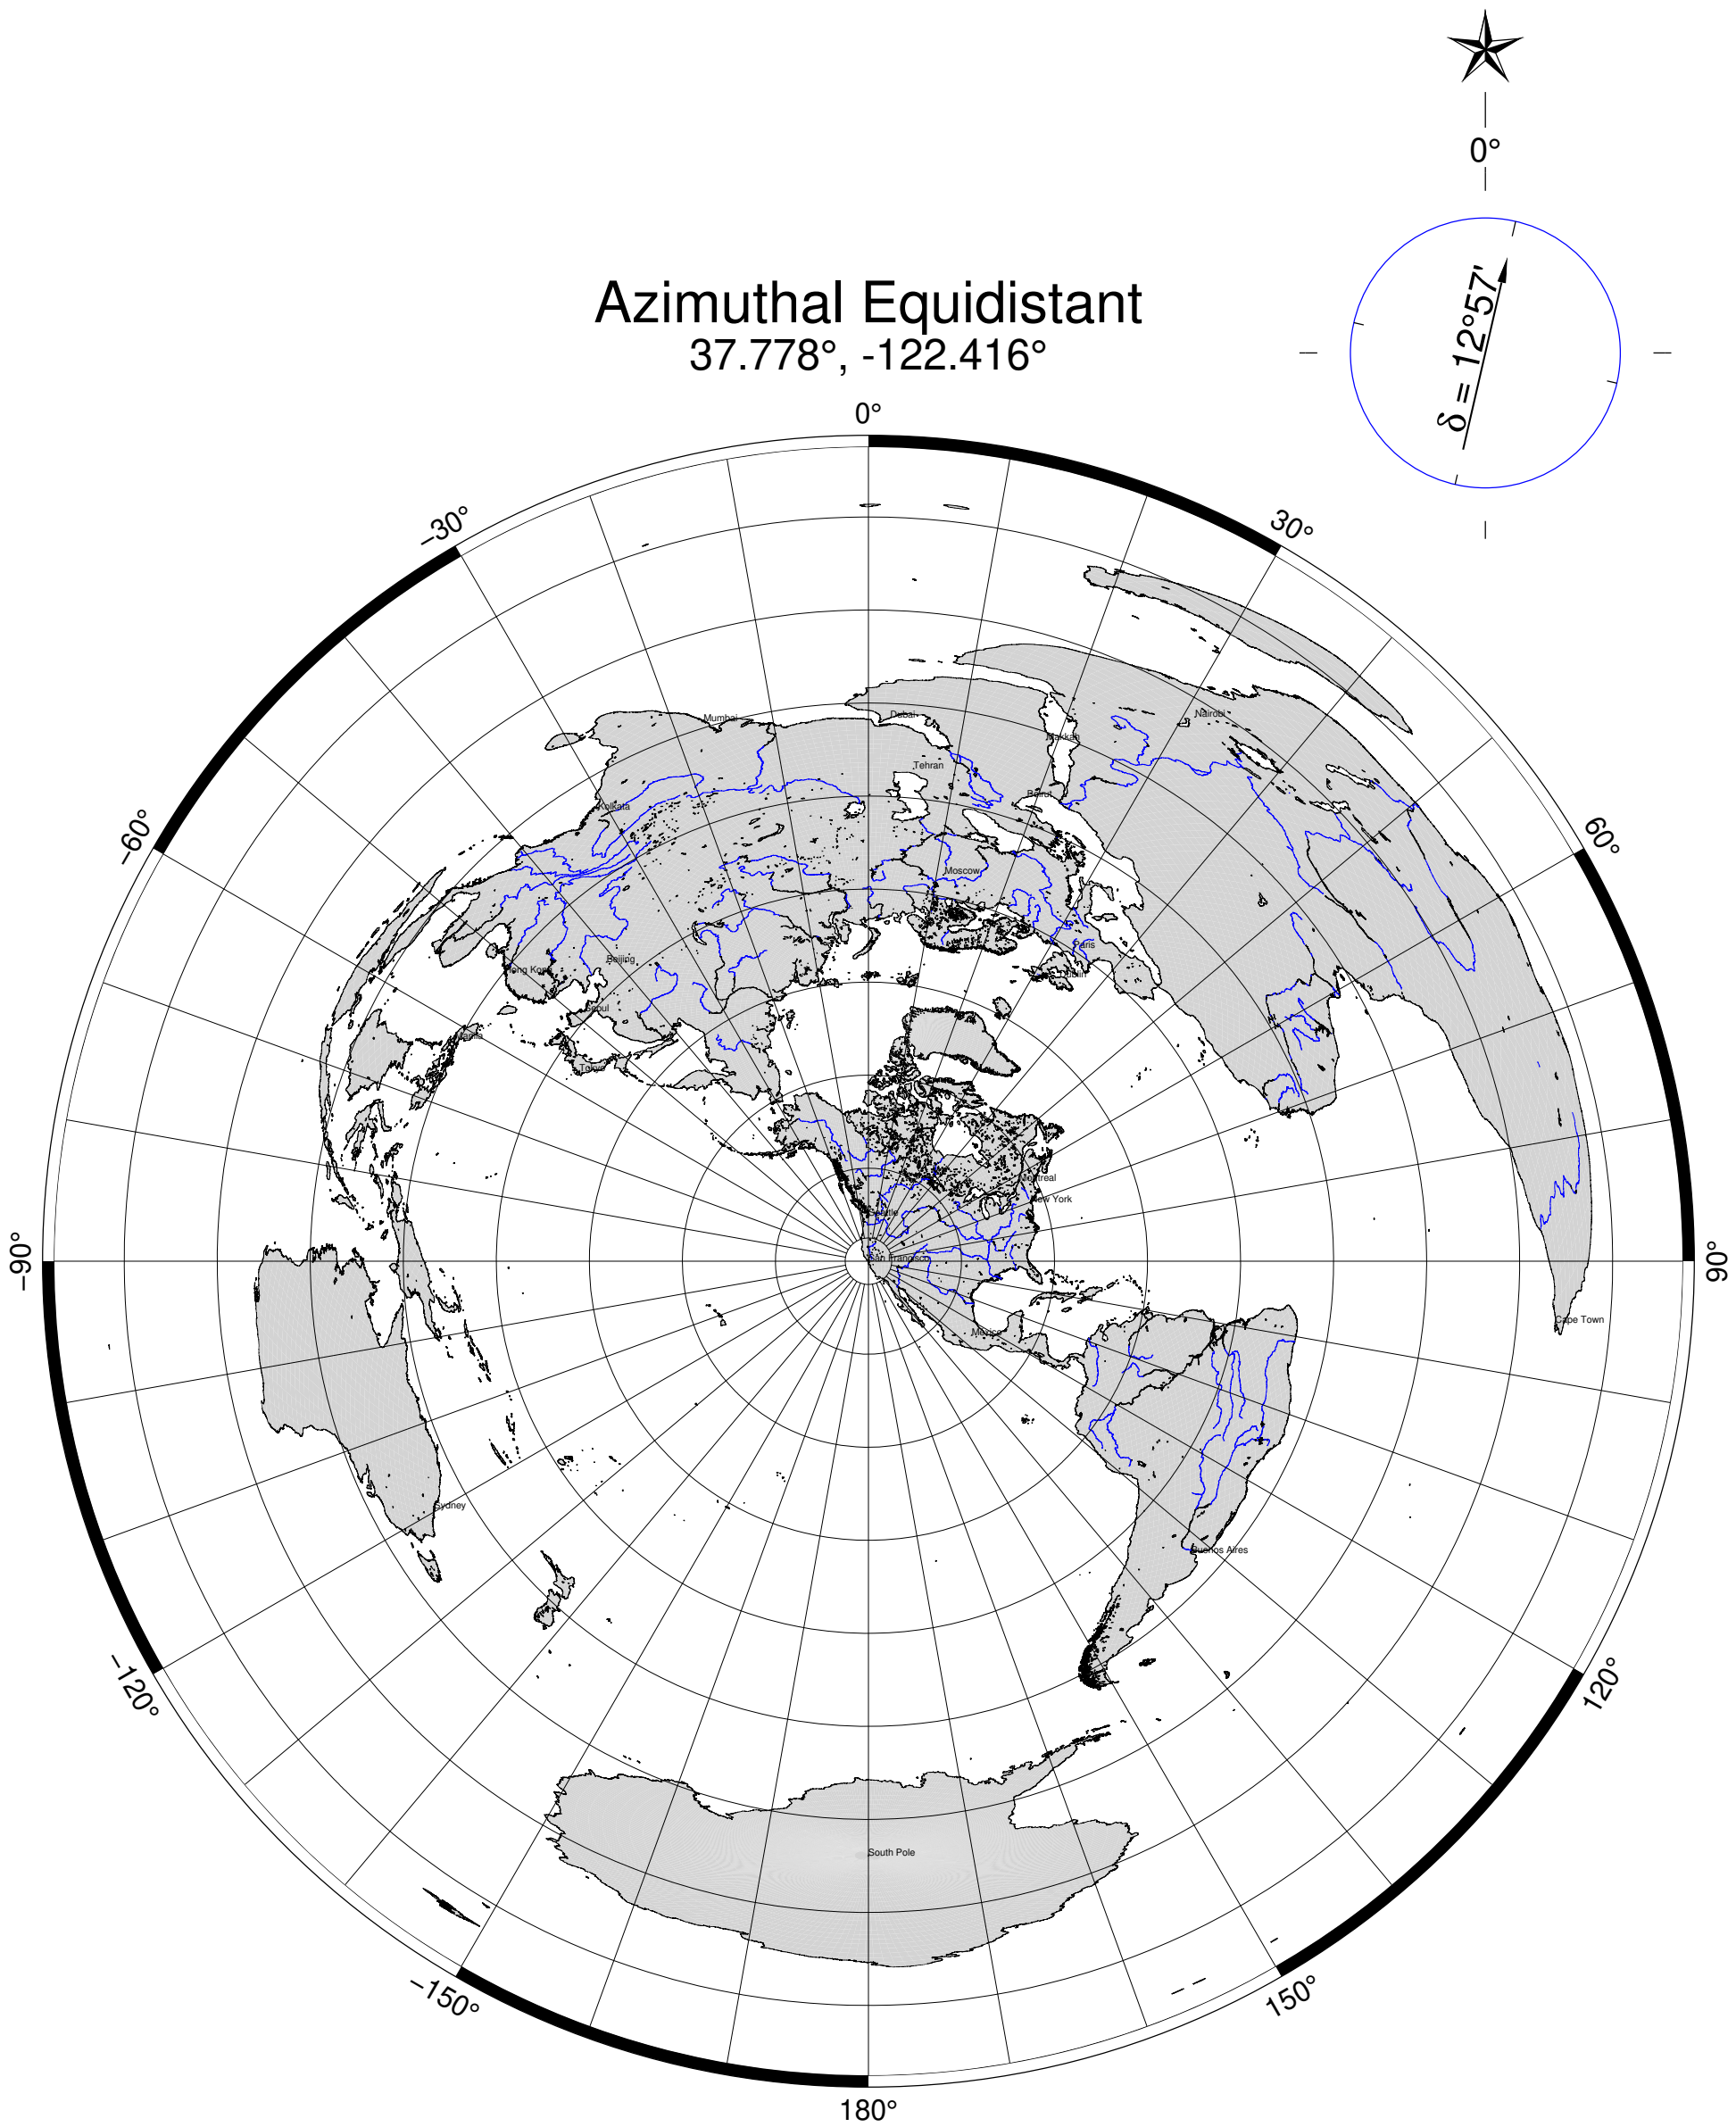 0°
δ = 12°57'
Azimuthal Equidistant
37.778°, -122.416°
0°
−30°
30°
−60°
60°
Mumbai
Dubai
Nairobi
Makkah
Tehran
Beirut
Kolkata
Moscow
Paris
Beijing
Hong Kong
Dublin
Seoul
Tokyo
Montreal
New York
Seattle
San Francisco
−90°
90°
Cape Town
Mexico
Sydney
Buenos Aires
−120°
120°
South Pole
−150°
150°
180°